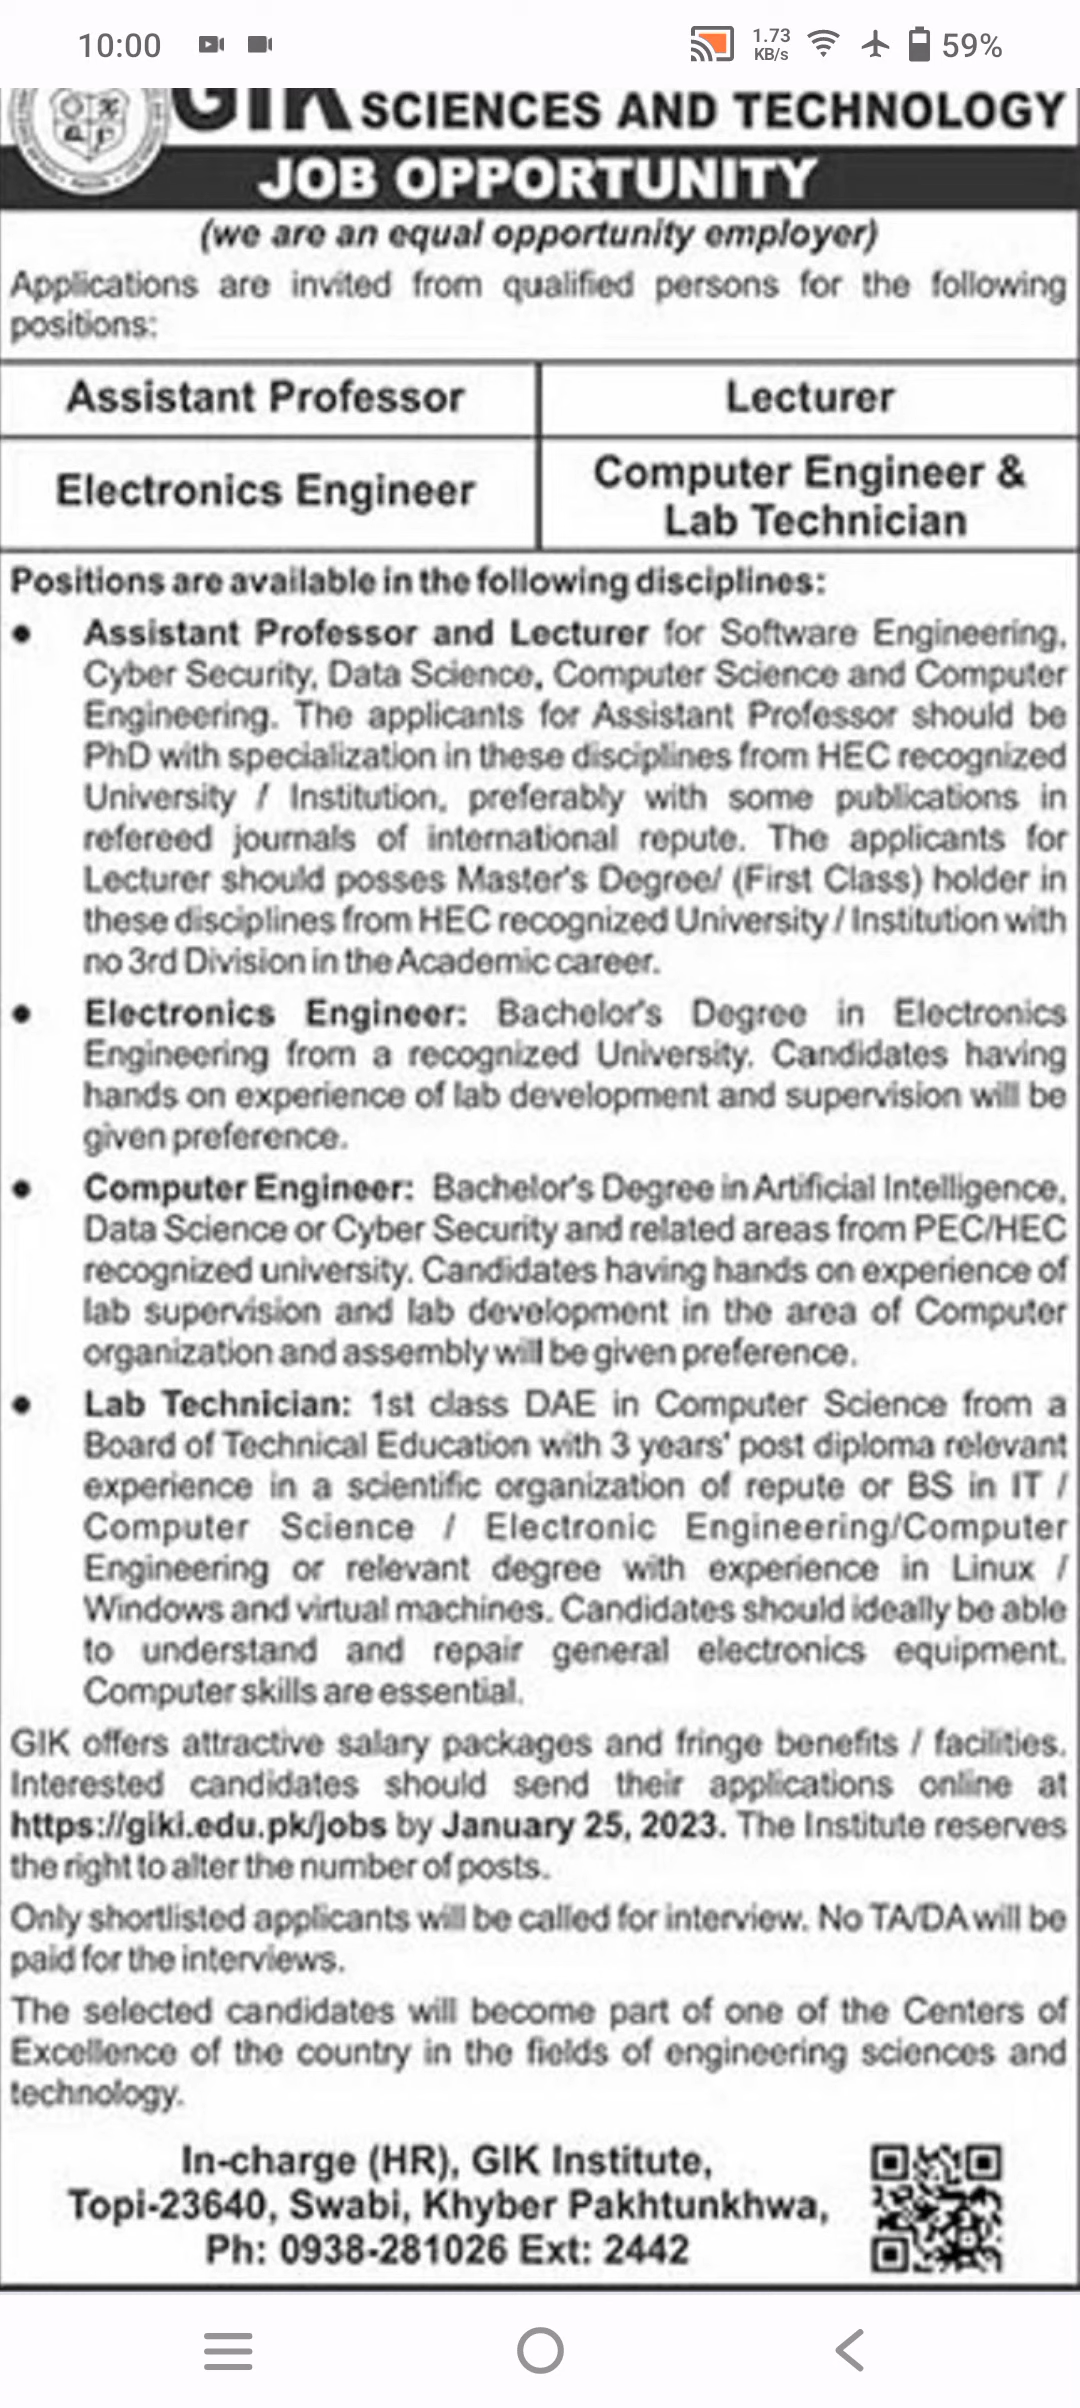 10:00
1.73
KB/s
59%
GIK SCIENCES AND TECHNOLOGY
JOB OPPORTUNITY
(we are an equal opportunity employer)
Applications are invited from qualified persons for the following
positions:
Assistant Professor
Lecturer
Electronics Engineer
Computer Engineer &
Lab Technician
Positions are available in the following disciplines:
• Assistant Professor and Lecturer for Software Engineering,
Cyber Security, Data Science, Computer Science and Computer
Engineering. The applicants for Assistant Professor should be
PhD with specialization in these disciplines from HEC recognized
University / Institution, preferably with some publications in
refereed journals of international repute. The applicants for
Lecturer should posses Master's Degree/ (First Class) holder in
these disciplines from HEC recognized University / Institution with
no 3rd Division in the Academic career.
• Electronics Engineer: Bachelor's Degree in Electronics
Engineering from a recognized University. Candidates having
hands on experience of lab development and supervision will be
given preference.
• Computer Engineer: Bachelor's Degree in Artificial Intelligence,
Data Science or Cyber Security and related areas from PEC/HEC
recognized university. Candidates having hands on experience of
lab supervision and lab development in the area of Computer
organization and assembly will be given preference.
• Lab Technician: 1st class DAE in Computer Science from a
Board of Technical Education with 3 years' post diploma relevant
experience in a scientific organization of repute or BS in IT /
Computer Science / Electronic Engineering/Computer
Engineering or relevant degree with experience in Linux /
Windows and virtual machines. Candidates should ideally be able
to understand and repair general electronics equipment.
Computer skills are essential.
GIK offers attractive salary packages and fringe benefits / facilities.
Interested candidates should send their applications online at
https://giki.edu.pk/jobs by January 25, 2023. The Institute reserves
the right to alter the number of posts.
Only shortlisted applicants will be called for interview. No TA/DA will be
paid for the interviews.
The selected candidates will become part of one of the Centers of
Excellence of the country in the fields of engineering sciences and
technology.
In-charge (HR), GIK Institute,
Topi-23640, Swabi, Khyber Pakhtunkhwa,
Ph: 0938-281026 Ext: 2442